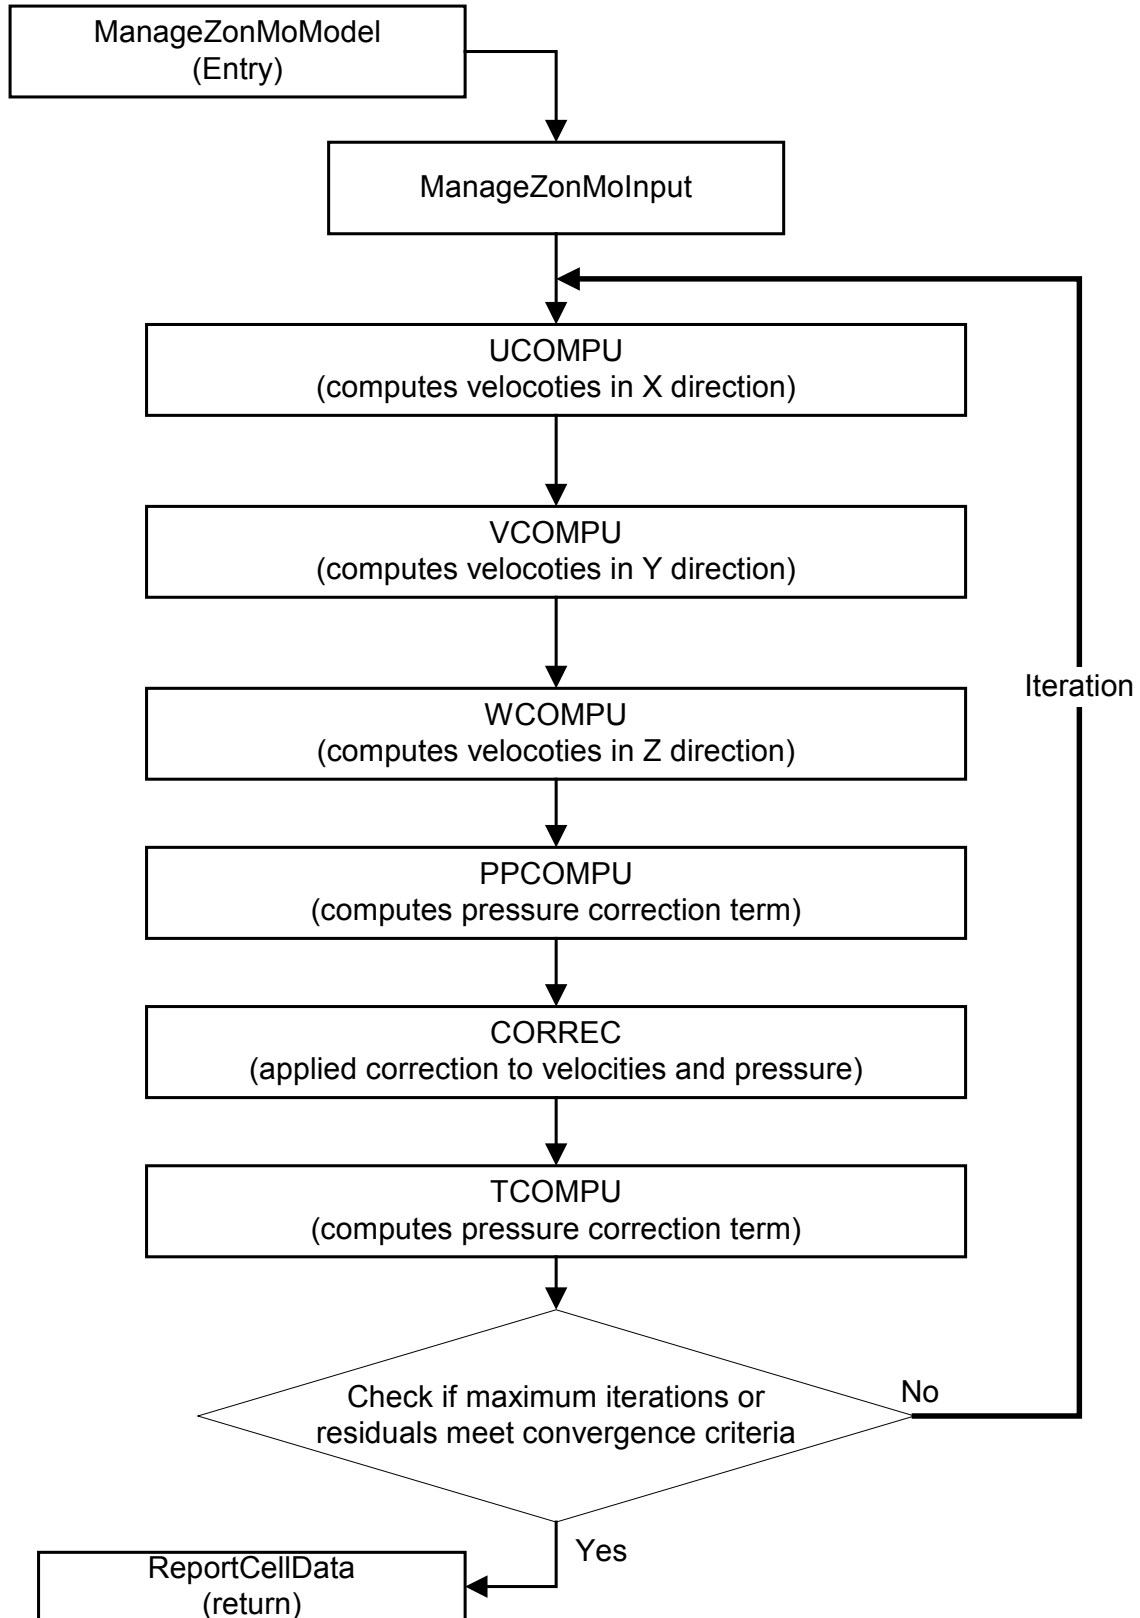 ManageZonMoModel
(Entry)
ManageZonMoInput
UCOMPU
(computes velocoties in X direction)
VCOMPU
(computes velocoties in Y direction)
Iteration
WCOMPU
(computes velocoties in Z direction)
PPCOMPU
(computes pressure correction term)
CORREC
(applied correction to velocities and pressure)
TCOMPU
(computes pressure correction term)
Check if maximum iterations or
residuals meet convergence criteria
No
Yes
ReportCellData
(return)